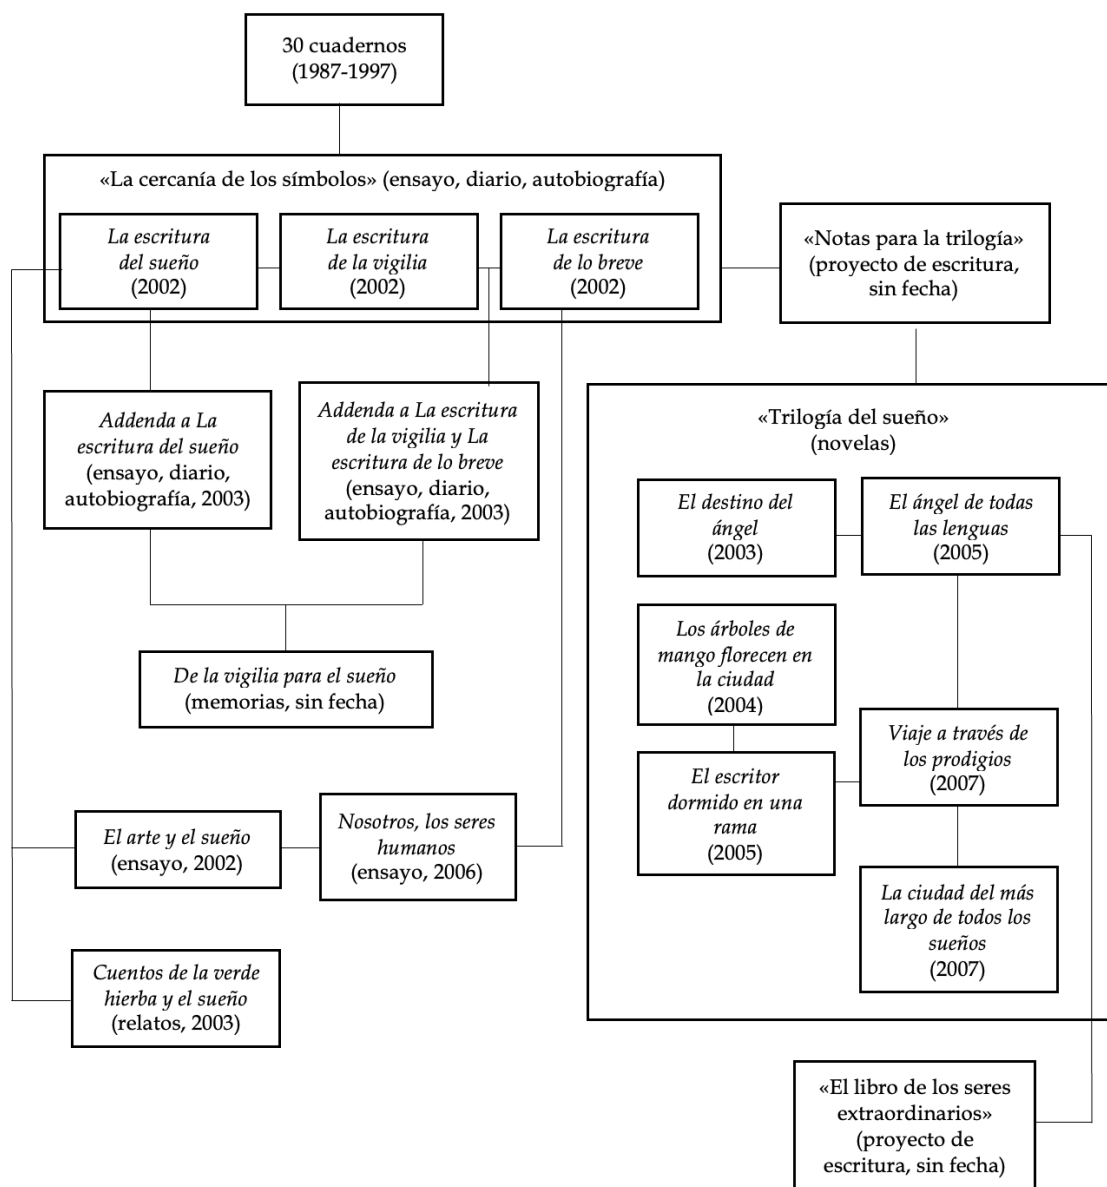 30 cuadernos
(1987-1997)
«La cercanía de los símbolos» (ensayo, diario, autobiografía)
La escritura
del sueño
(2002)
La escritura
de la vigilia
(2002)
La escritura
de lo breve
(2002)
«Notas para la trilogía»
(proyecto de escritura,
sin fecha)
Addenda a La
escritura del sueño
(ensayo, diario,
autobiografía, 2003)
Addenda a La escritura
de la vigilia y La
escritura de lo breve
(ensayo, diario,
autobiografía, 2003)
De la vigilia para el sueño
(memorias, sin fecha)
El arte y el sueño
(ensayo, 2002)
Nosotros, los seres
humanos
(ensayo, 2006)
Cuentos de la verde
hierba y el sueño
(relatos, 2003)
«Trilogía del sueño»
(novelas)
El destino del
ángel
(2003)
El ángel de todas
las lenguas
(2005)
Los árboles de
mango florecen en
la ciudad
(2004)
El escritor
dormido en una
rama
(2005)
Viaje a través de
los prodigios
(2007)
La ciudad del más
largo de todos los
sueños
(2007)
«El libro de los seres
extraordinarios»
(proyecto de
escritura, sin fecha)